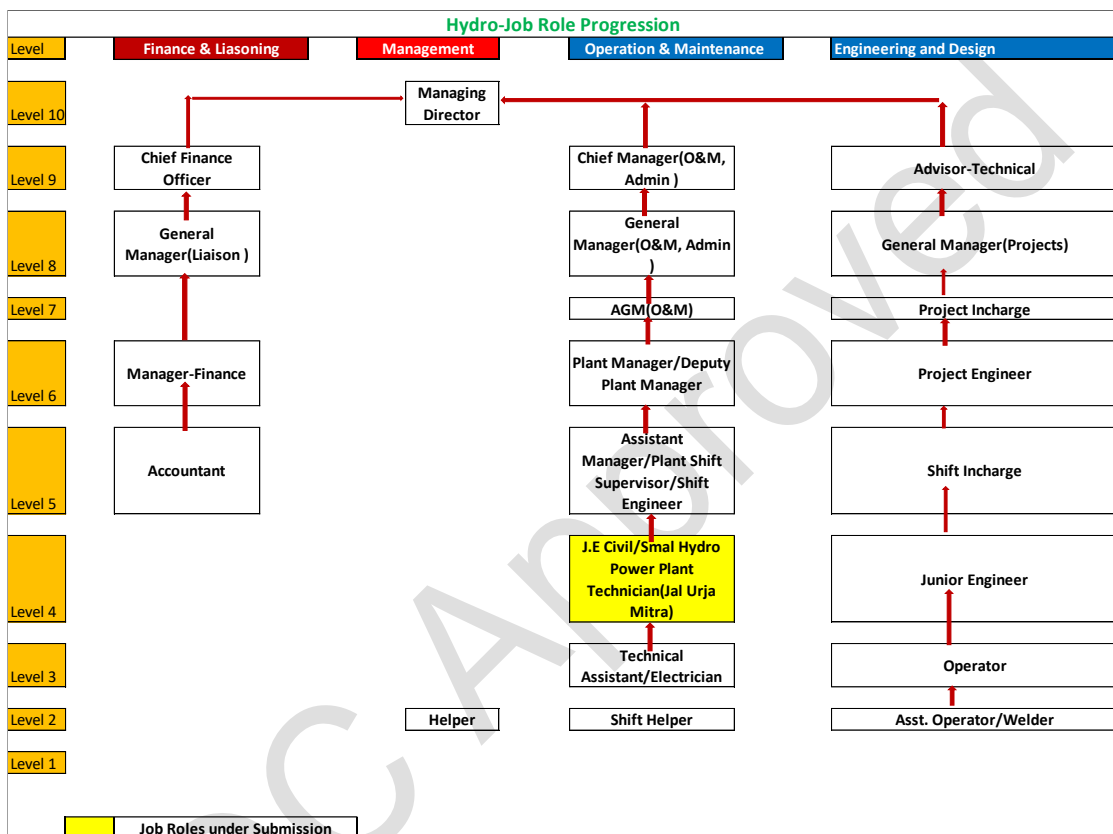 Hydro-Job Role Progression
Level Finance & Liasoning Management Operation & Maintenance Engineering and Design
Level 10
Managing
Director
Level 9
Chief Finance
Officer
Chief Manager(O&M,
Admin )
Advisor-Technical
Level 8
General
Manager(Liaison )
General
Manager(O&M, Admin
)
General Manager(Projects)
Level 7
AGM(O&M)
Project Incharge
Level 6
Manager-Finance
Plant Manager/Deputy
Plant Manager
Project Engineer
Level 5
Accountant
Assistant
Manager/Plant Shift
Supervisor/Shift
Engineer
Shift Incharge
Level 4
J.E Civil/Smal Hydro
Power Plant
Technician(Jal Urja
Mitra)
Junior Engineer
Level 3
Technical
Assistant/Electrician
Operator
Level 2
Helper
Shift Helper
Asst. Operator/Welder
Level 1
Job Roles under Submission
Approved